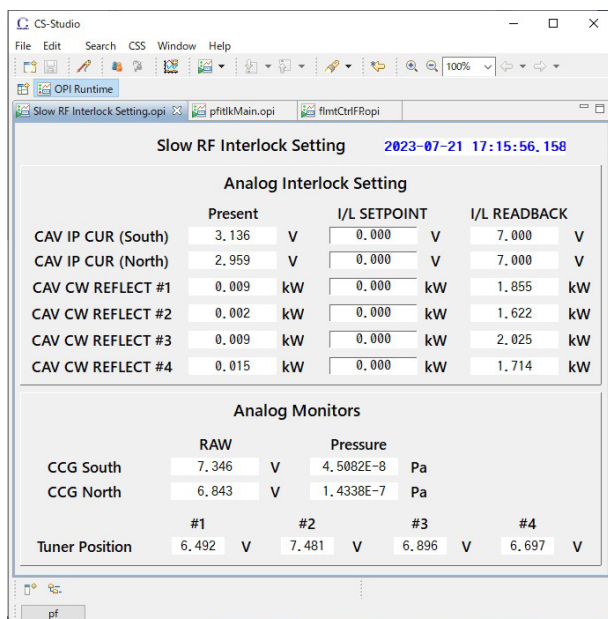 CS-Studio
File Edit Search CSS Window Help
100%
OPI Runtime
Slow RF Interlock Setting.opi pfitlkMain.opi flmtCtrlFP.opi
Slow RF Interlock Setting 2023-07-21 17:15:56.158
Analog Interlock Setting
Present I/L SETPOINT I/L READBACK
CAV IP CUR (South) 3.136 V 0.000 V 7.000 V
CAV IP CUR (North) 2.959 V 0.000 V 7.000 V
CAV CW REFLECT #1 0.009 kW 0.000 kW 1.855 kW
CAV CW REFLECT #2 0.002 kW 0.000 kW 1.622 kW
CAV CW REFLECT #3 0.009 kW 0.000 kW 2.025 kW
CAV CW REFLECT #4 0.015 kW 0.000 kW 1.714 kW
Analog Monitors
RAW Pressure
CCG South 7.346 V 4.5082E-8 Pa
CCG North 6.843 V 1.4338E-7 Pa
#1 #2 #3 #4
Tuner Position 6.492 V 7.481 V 6.896 V 6.697 V
pf